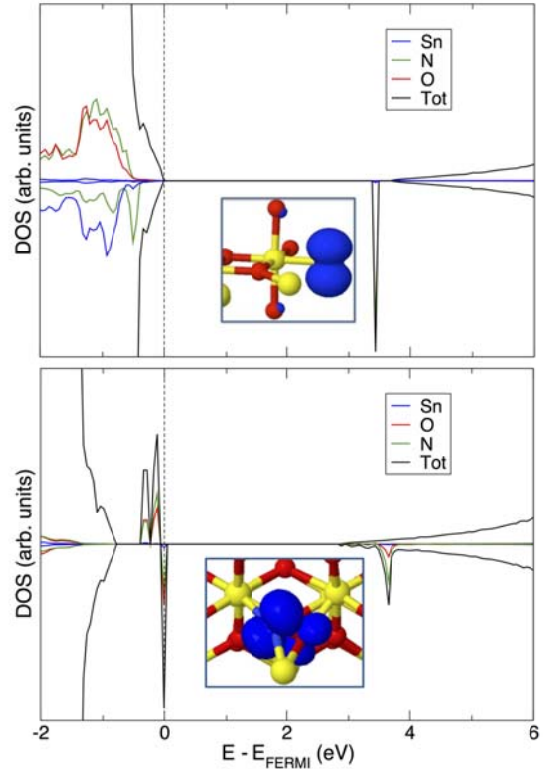 DOS (arb. units)
Sn
N
O
Tot
DOS (arb. units)
Sn
O
N
Tot
-2 0 2 4 6
E - E_FERMI (eV)